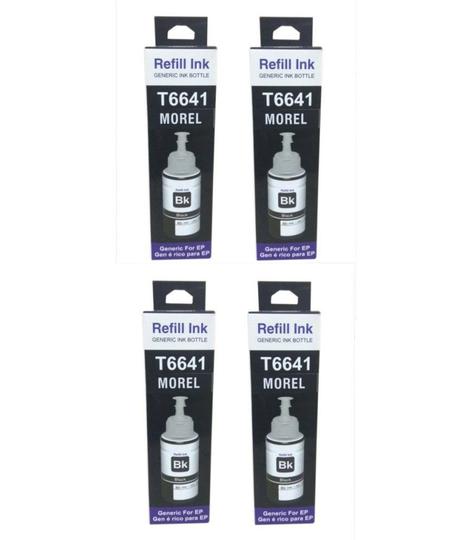 Refill Ink
GENERIC INK BOTTLE
T6641
MOREL
Bk
Black
Generic For EP
Gen é rico para EP
Refill Ink
GENERIC INK BOTTLE
T6641
MOREL
Bk
Black
Generic For EP
Gen é rico para EP
Refill Ink
GENERIC INK BOTTLE
T6641
MOREL
Bk
Black
Generic For EP
Gen é rico para EP
Refill Ink
GENERIC INK BOTTLE
T6641
MOREL
Bk
Black
Generic For EP
Gen é rico para EP